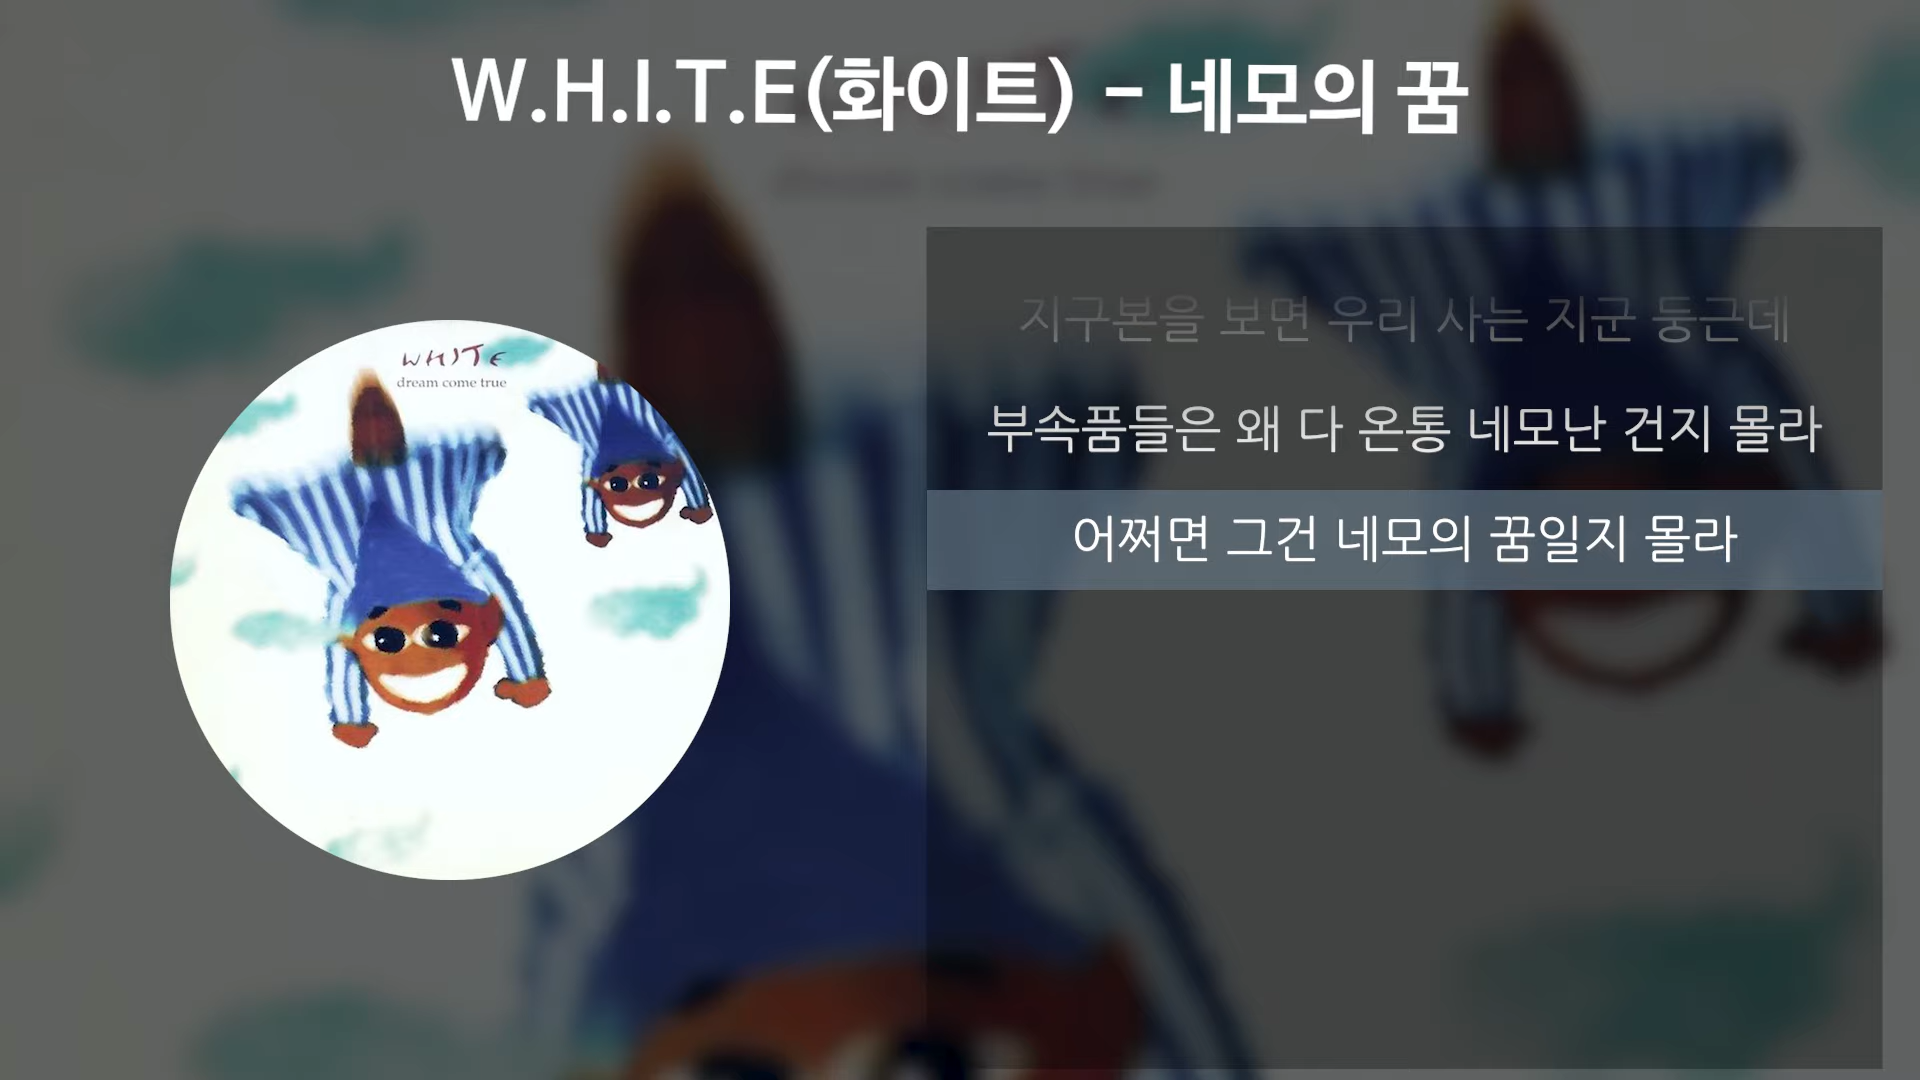 W.H.I.T.E(화이트) - 네모의 꿈
WHITE
dream come true
지구본을 보면 우리 사는 지군 둥근데
부속품들은 왜 다 온통 네모난 건지 몰라
어쩌면 그건 네모의 꿈일지 몰라